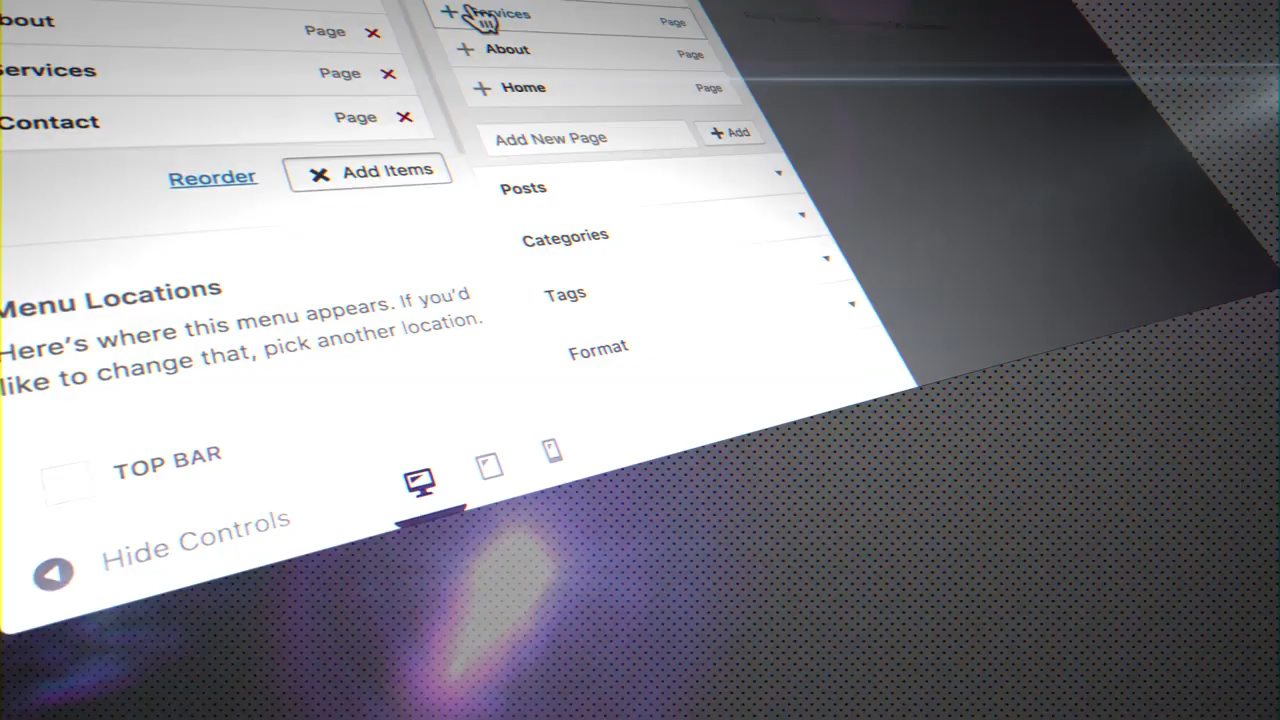 bout Page
ervices Page
Contact Page
Reorder Add Items
Menu Locations
Here's where this menu appears. If you'd
like to change that, pick another location.
TOP BAR
Hide Controls
Services Page
About Page
Home Page
Add New Page Add
Posts
Categories
Tags
Format